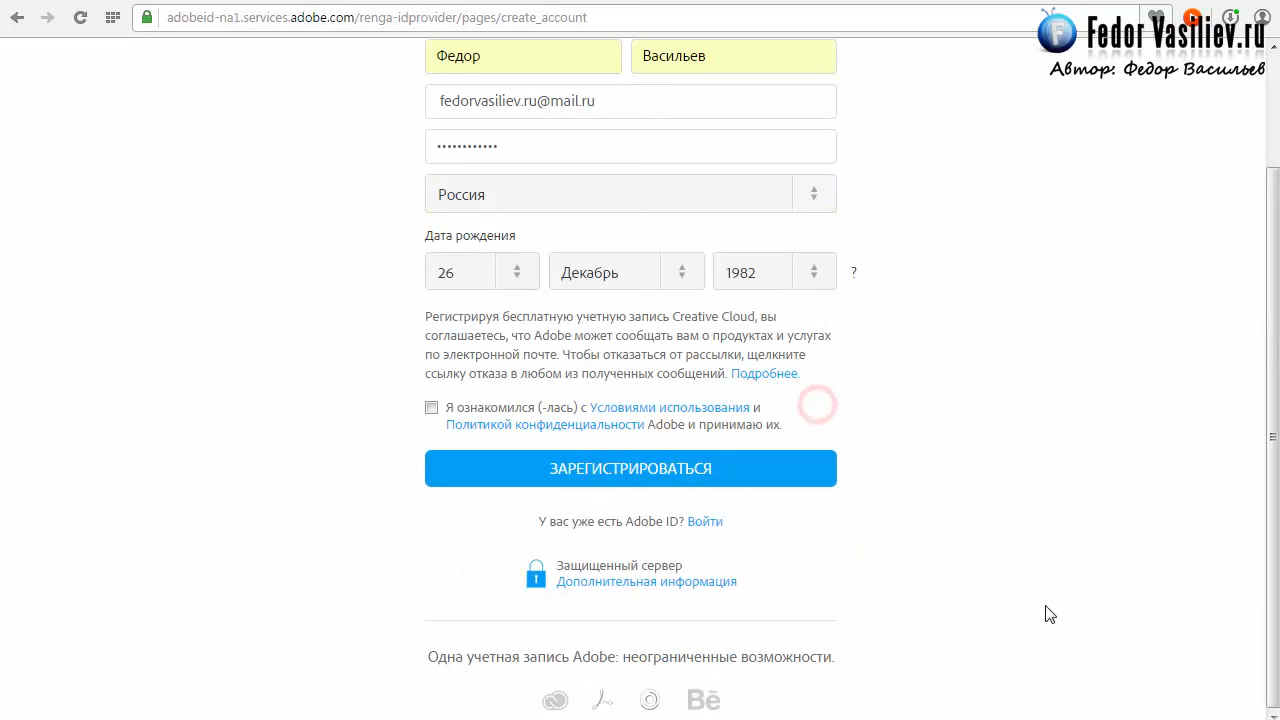 adobeid-na1.services.adobe.com/renga-idprovider/pages/create_account
Fedor Vasiliev.ru
Автор: Федор Васильев
Федор Васильев
fedorvasiliev.ru@mail.ru
••••••••••••
Россия
Дата рождения
26 Декабрь 1982 ?
Регистрируя бесплатную учетную запись Creative Cloud, вы
соглашаетесь, что Adobe может сообщать вам о продуктах и услугах
по электронной почте. Чтобы отказаться от рассылки, щелкните
ссылку отказа в любом из полученных сообщений. Подробнее.
Я ознакомился (-лась) с Условиями использования и
Политикой конфиденциальности Adobe и принимаю их.
ЗАРЕГИСТРИРОВАТЬСЯ
У вас уже есть Adobe ID? Войти
Защищенный сервер
Дополнительная информация
Одна учетная запись Adobe: неограниченные возможности.
Bē